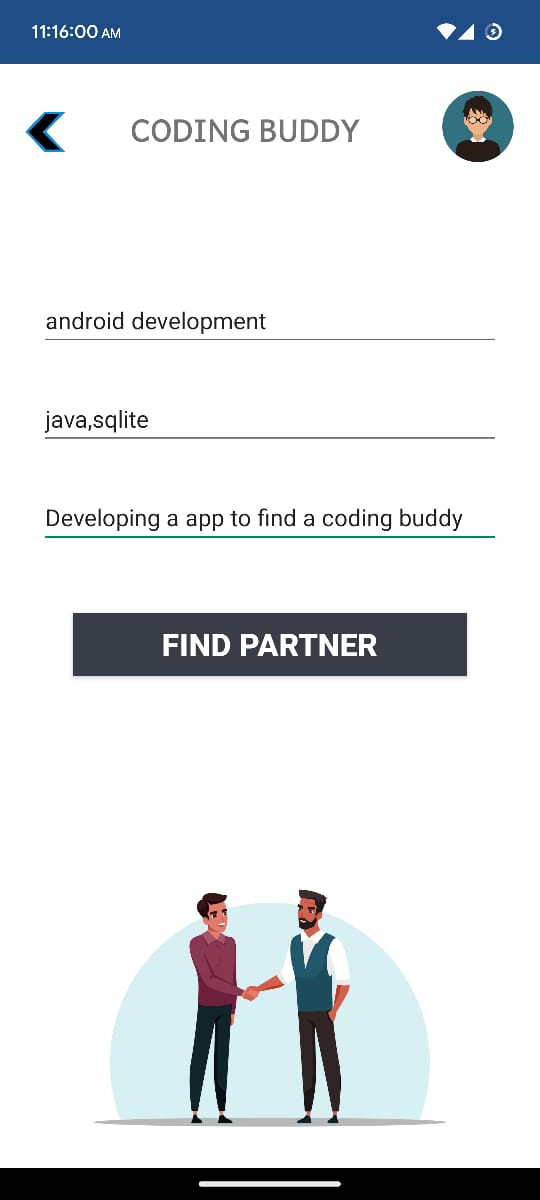 11:16:00 AM
CODING BUDDY
android development
java,sqlite
Developing a app to find a coding buddy
FIND PARTNER